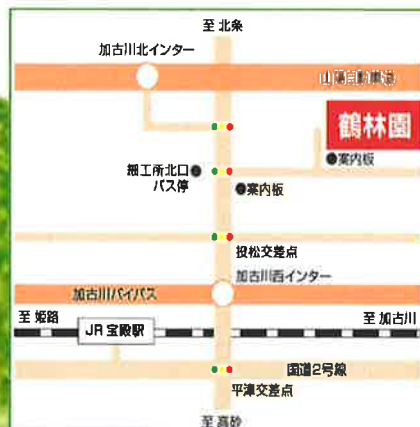 至 北条
加古川北インター
山陽自動車道
鶴林園
●案内板
細工所北口●
バス停
●案内板
投松交差点
加古川西インター
加古川バイパス
至 姫路
至 加古川
JR 宝殿駅
国道2号線
平津交差点
至 高砂